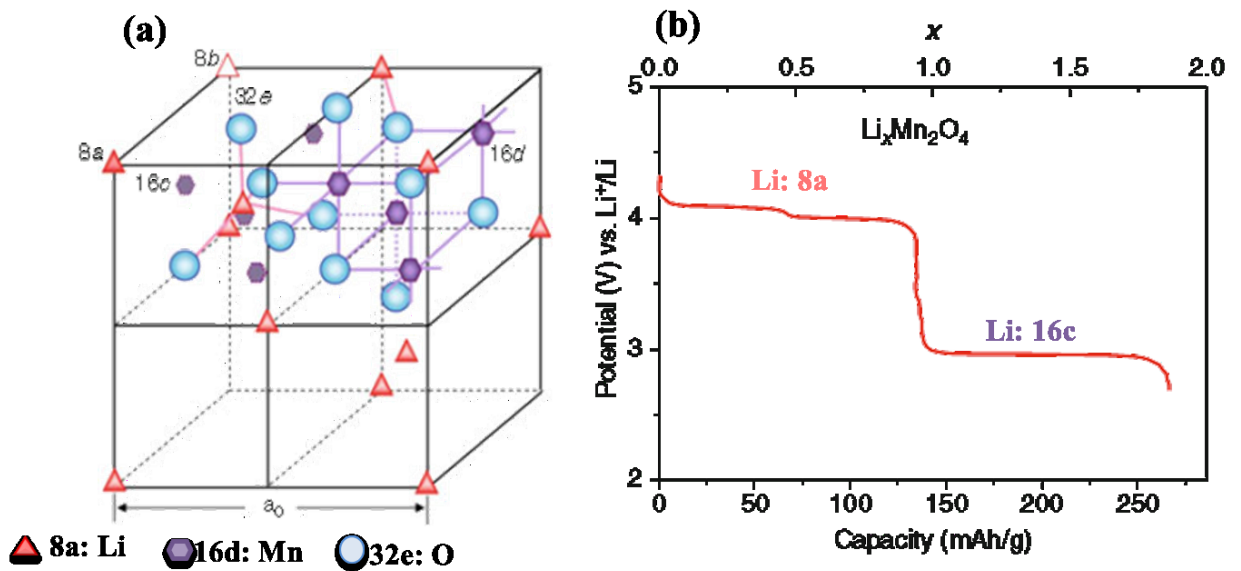 (a)
8b
32e
8a
16c
16d
a₀
8a: Li
16d: Mn
32e: O
(b)
x
0.0 0.5 1.0 1.5 2.0
LiₓMn₂O₄
Li: 8a
Li: 16c
Potential (V) vs. Li⁺/Li
5
4
3
2
0 50 100 150 200 250
Capacity (mAh/g)